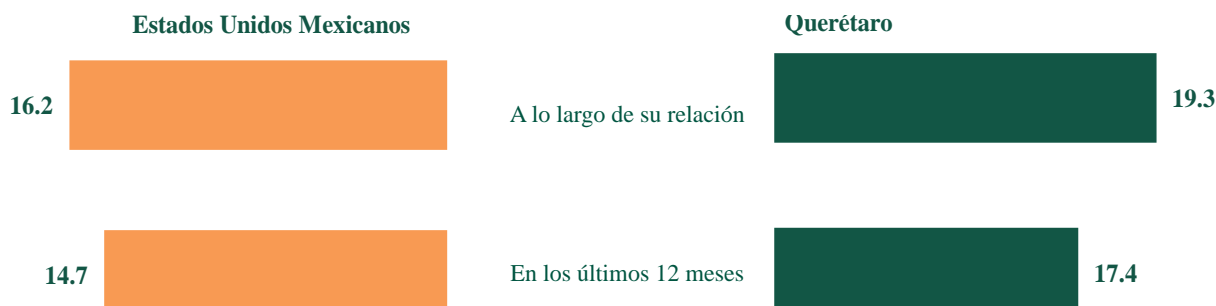 Estados Unidos Mexicanos
Querétaro
16.2
A lo largo de su relación
19.3
14.7
En los últimos 12 meses
17.4